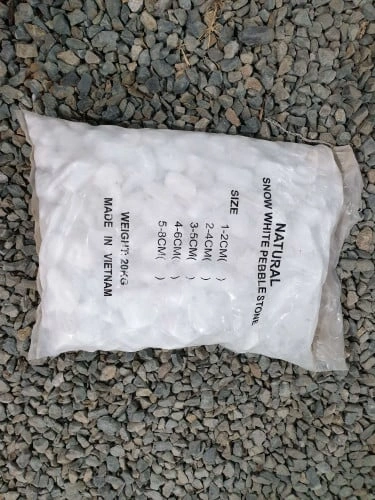 NATURAL
SNOW WHITE PEBBLE STONE
SIZE 1-2CM( )
2-4CM( )
3-5CM( )
4-6CM( )
5-8CM( )
WEIGHT: 20KG
MADE IN VIETNAM